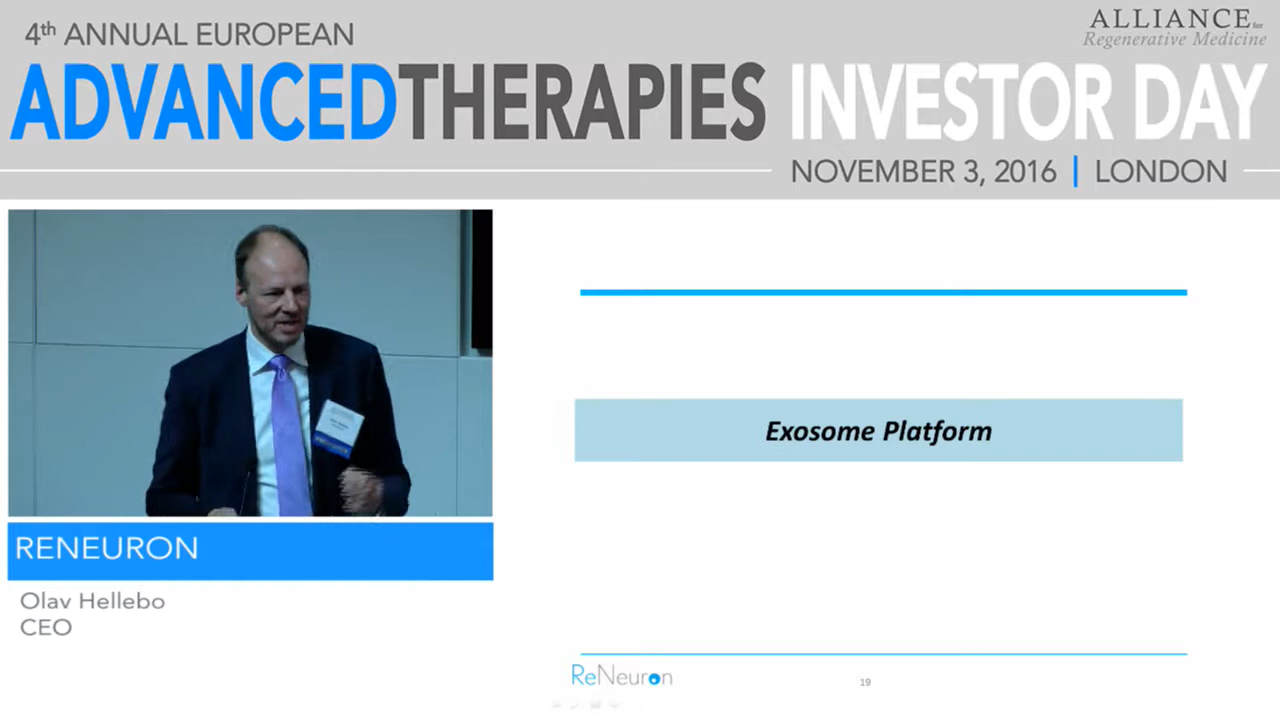 4th ANNUAL EUROPEAN
ALLIANCE for
Regenerative Medicine
ADVANCEDTHERAPIES INVESTOR DAY
NOVEMBER 3, 2016 | LONDON
Exosome Platform
RENEURON
Olav Hellebo
CEO
ReNeuron
19